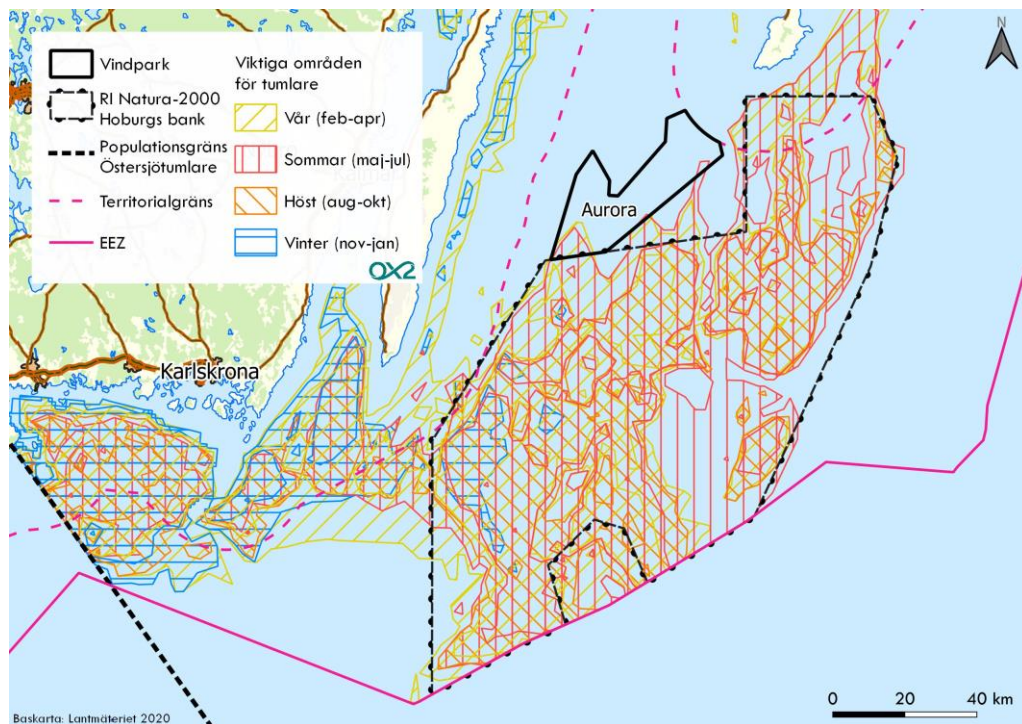 Vindpark
RI Natura-2000
Hoburgs bank
Populationsgräns
Östersjötumlare
Territorialgräns
EEZ
Viktiga områden
för tumlare
Vår (feb-apr)
Sommar (maj-jul)
Höst (aug-okt)
Vinter (nov-jan)
OX2
N
Aurora
Karlskrona
0 20 40 km
Baskarta: Lantmäteriet 2020